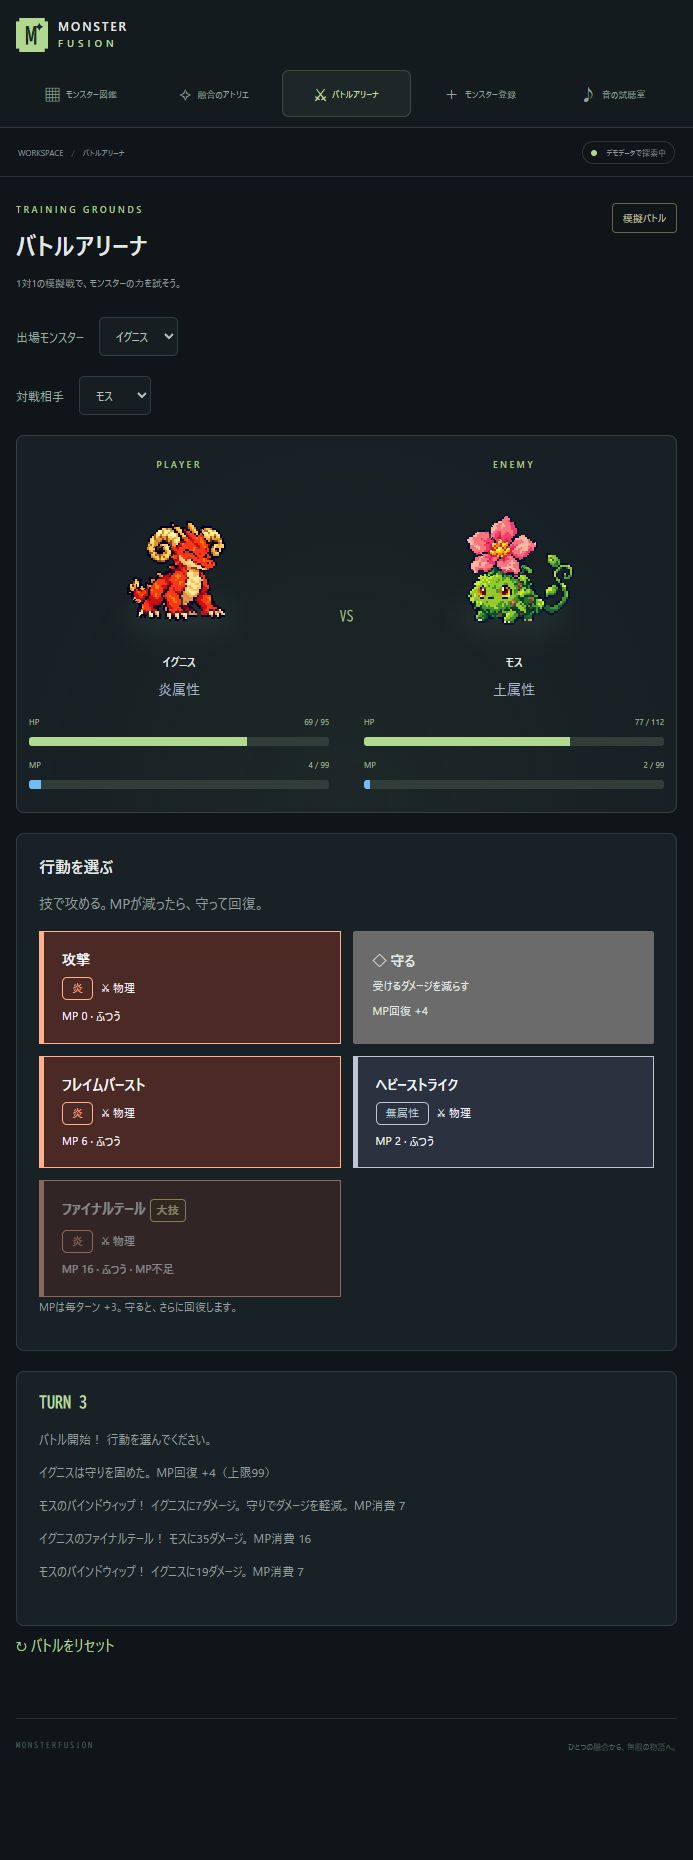 M
MONSTER
FUSION
モンスター図鑑
融合のアトリエ
バトルアリーナ
モンスター登録
音の試聴室
WORKSPACE / バトルアリーナ
デモデータで探索中
TRAINING GROUNDS
模擬バトル
バトルアリーナ
1対1の模擬戦で、モンスターの力を試そう。
出場モンスター イグニス
対戦相手 モス
PLAYER
ENEMY
VS
イグニス
モス
炎属性
土属性
HP 69 / 95
HP 77 / 112
MP 4 / 99
MP 2 / 99
行動を選ぶ
技で攻める。MPが減ったら、守って回復。
攻撃
炎 ⚔ 物理
MP 0・ふつう
◇ 守る
受けるダメージを減らす
MP回復 +4
フレイムバースト
炎 ⚔ 物理
MP 6・ふつう
ヘビーストライク
無属性 ⚔ 物理
MP 2・ふつう
ファイナルテール 大技
炎 ⚔ 物理
MP 16・ふつう・MP不足
MPは毎ターン +3。守ると、さらに回復します。
TURN 3
バトル開始！ 行動を選んでください。
イグニスは守りを固めた。MP回復 +4（上限99）
モスのバインドウィップ！ イグニスに7ダメージ。守りでダメージを軽減。MP消費 7
イグニスのファイナルテール！ モスに35ダメージ。MP消費 16
モスのバインドウィップ！ イグニスに19ダメージ。MP消費 7
↻ バトルをリセット
MONSTERFUSION
ひとつの融合から、無限の物語へ。